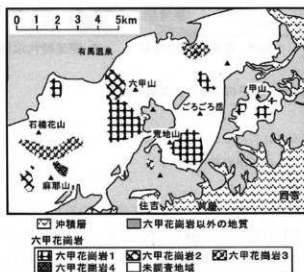 0 1 2 3 4 5km
有馬温泉
六甲山
甲山
ごろごろ岳
石楠花山
荒地山
摩耶山
住吉
芦屋
西宮
沖積層 六甲花崗岩以外の地質
六甲花崗岩
六甲花崗岩1 六甲花崗岩2 六甲花崗岩3
六甲花崗岩4 未調査地域